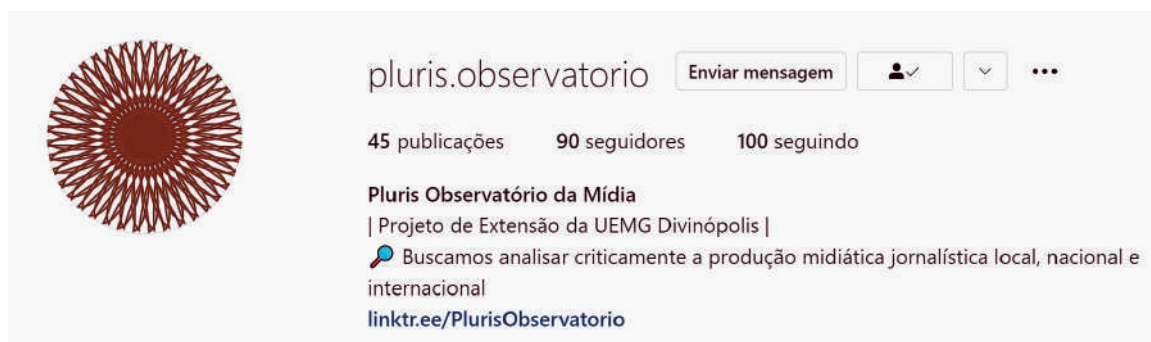 pluris.observatorio Enviar mensagem
45 publicações 90 seguidores 100 seguindo
Pluris Observatório da Mídia
| Projeto de Extensão da UEMG Divinópolis |
🔎 Buscamos analisar criticamente a produção midiática jornalística local, nacional e
internacional
linktr.ee/PlurisObservatorio